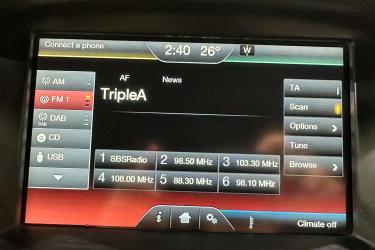 Connect a phone 2:40 26°
AM AF News TA
FM 1 TripleA Scan
DAB Options >
CD Tune
USB Browse >
1 SBSRadio 2 98.50 MHz 3 103.30 MHz
4 108.00 MHz 5 88.30 MHz 6 98.10 MHz
i Climate off